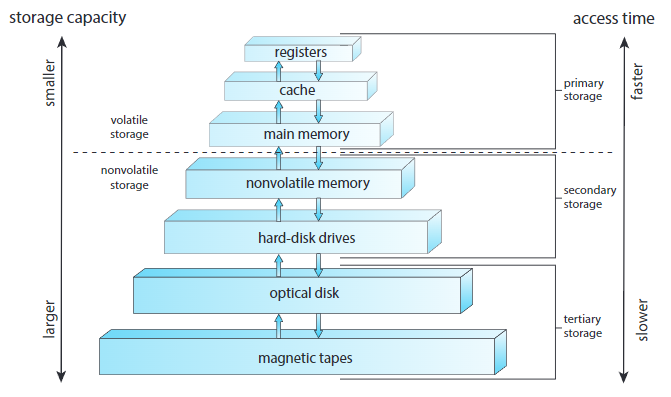 storage capacity
access time
smaller
faster
registers
cache
primary
storage
volatile
storage
main memory
nonvolatile
storage
nonvolatile memory
secondary
storage
hard-disk drives
optical disk
larger
slower
tertiary
storage
magnetic tapes